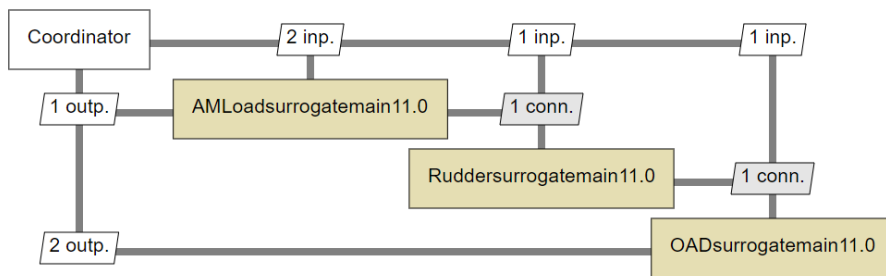 Coordinator
2 inp.
1 inp.
1 inp.
1 outp.
AMLoadsurrogatemain11.0
1 conn.
Ruddersurrogatemain11.0
1 conn.
2 outp.
OADsurrogatemain11.0